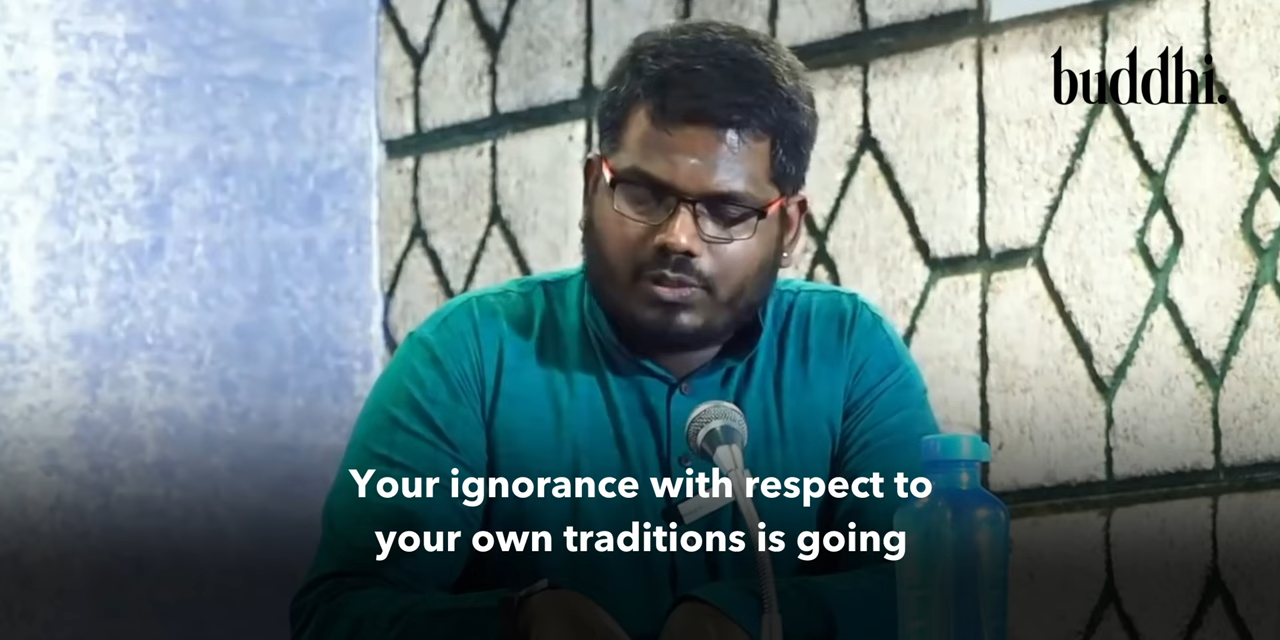 buddhi.
Your ignorance with respect to
your own traditions is going